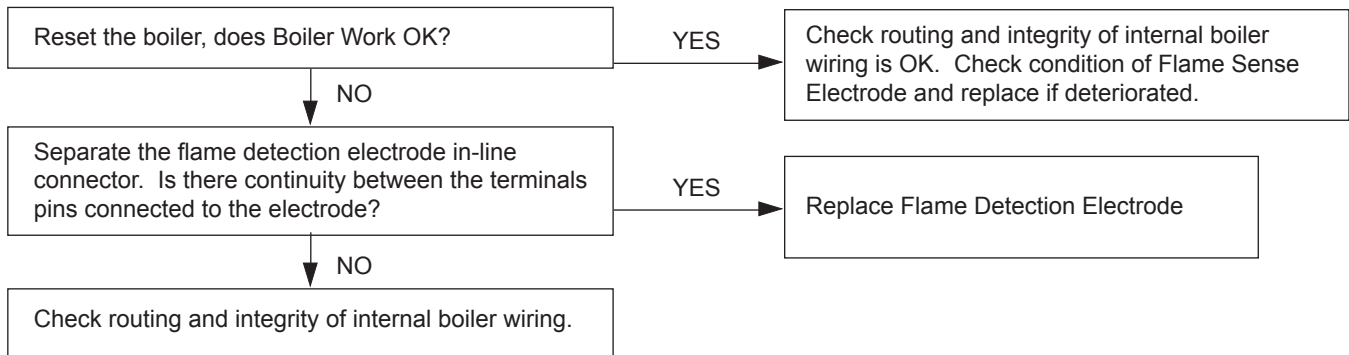 Reset the boiler, does Boiler Work OK?
YES
Check routing and integrity of internal boiler
wiring is OK.  Check condition of Flame Sense
Electrode and replace if deteriorated.
NO
Separate the flame detection electrode in-line
connector.  Is there continuity between the terminals
pins connected to the electrode?
YES
Replace Flame Detection Electrode
NO
Check routing and integrity of internal boiler wiring.